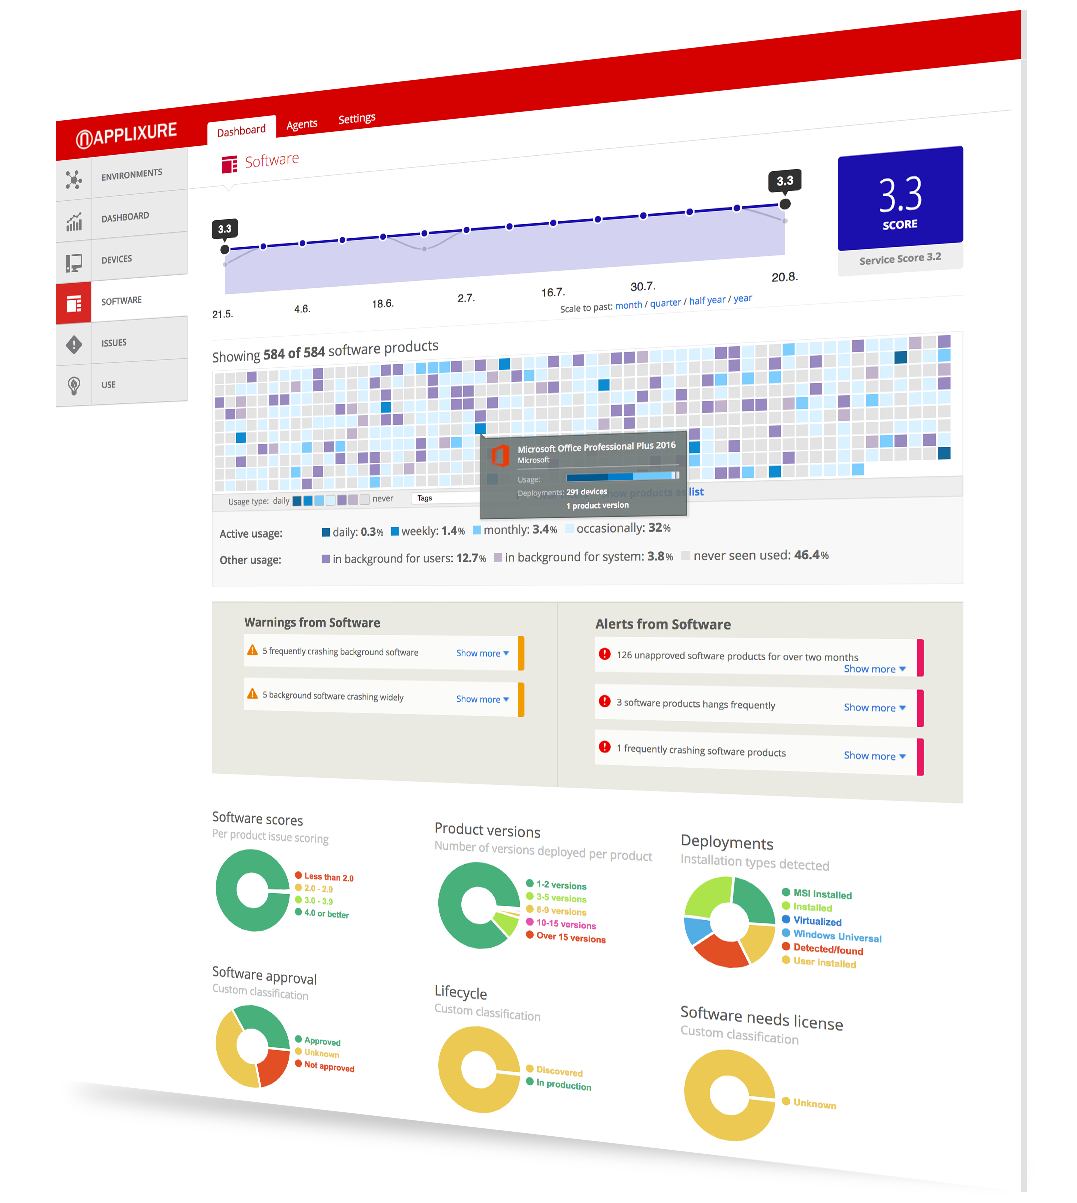 APPLIXURE
Dashboard
Agents
Settings
ENVIRONMENTS
DASHBOARD
DEVICES
SOFTWARE
ISSUES
USE
Software
3.3
3.3
21.5.
4.6.
18.6.
2.7.
16.7.
30.7.
20.8.
Scale to past: month / quarter / half year / year
3.3
SCORE
Service Score 3.2
Showing 584 of 584 software products
Microsoft Office Professional Plus 2016
Microsoft
Usage:
Deployments: 291 devices
1 product version
Usage type: daily never
Tags
products as list
Active usage:
daily: 0.3% weekly: 1.4% monthly: 3.4% occasionally: 32%
Other usage:
in background for users: 12.7% in background for system: 3.8% never seen used: 46.4%
Warnings from Software
5 frequently crashing background software
Show more
5 background software crashing widely
Show more
Alerts from Software
126 unapproved software products for over two months
Show more
3 software products hangs frequently
Show more
1 frequently crashing software products
Show more
Software scores
Per product issue scoring
Less than 2.0
2.0 - 2.9
3.0 - 3.9
4.0 or better
Product versions
Number of versions deployed per product
1-2 versions
3-5 versions
6-9 versions
10-15 versions
Over 15 versions
Deployments
Installation types detected
MSI Installed
Installed
Virtualized
Windows Universal
Detected/found
User Installed
Software approval
Custom classification
Approved
Unknown
Not approved
Lifecycle
Custom classification
Discovered
In production
Software needs license
Custom classification
Unknown